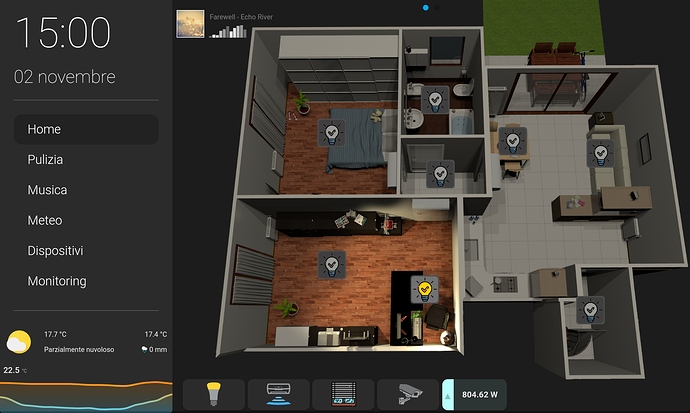 15:00
02 novembre
Farewell - Echo River
Home
Pulizia
Musica
Meteo
Dispositivi
Monitoring
17.7 °C
17.4 °C
Parzialmente nuvoloso
0 mm
22.5 °C
804.62 W